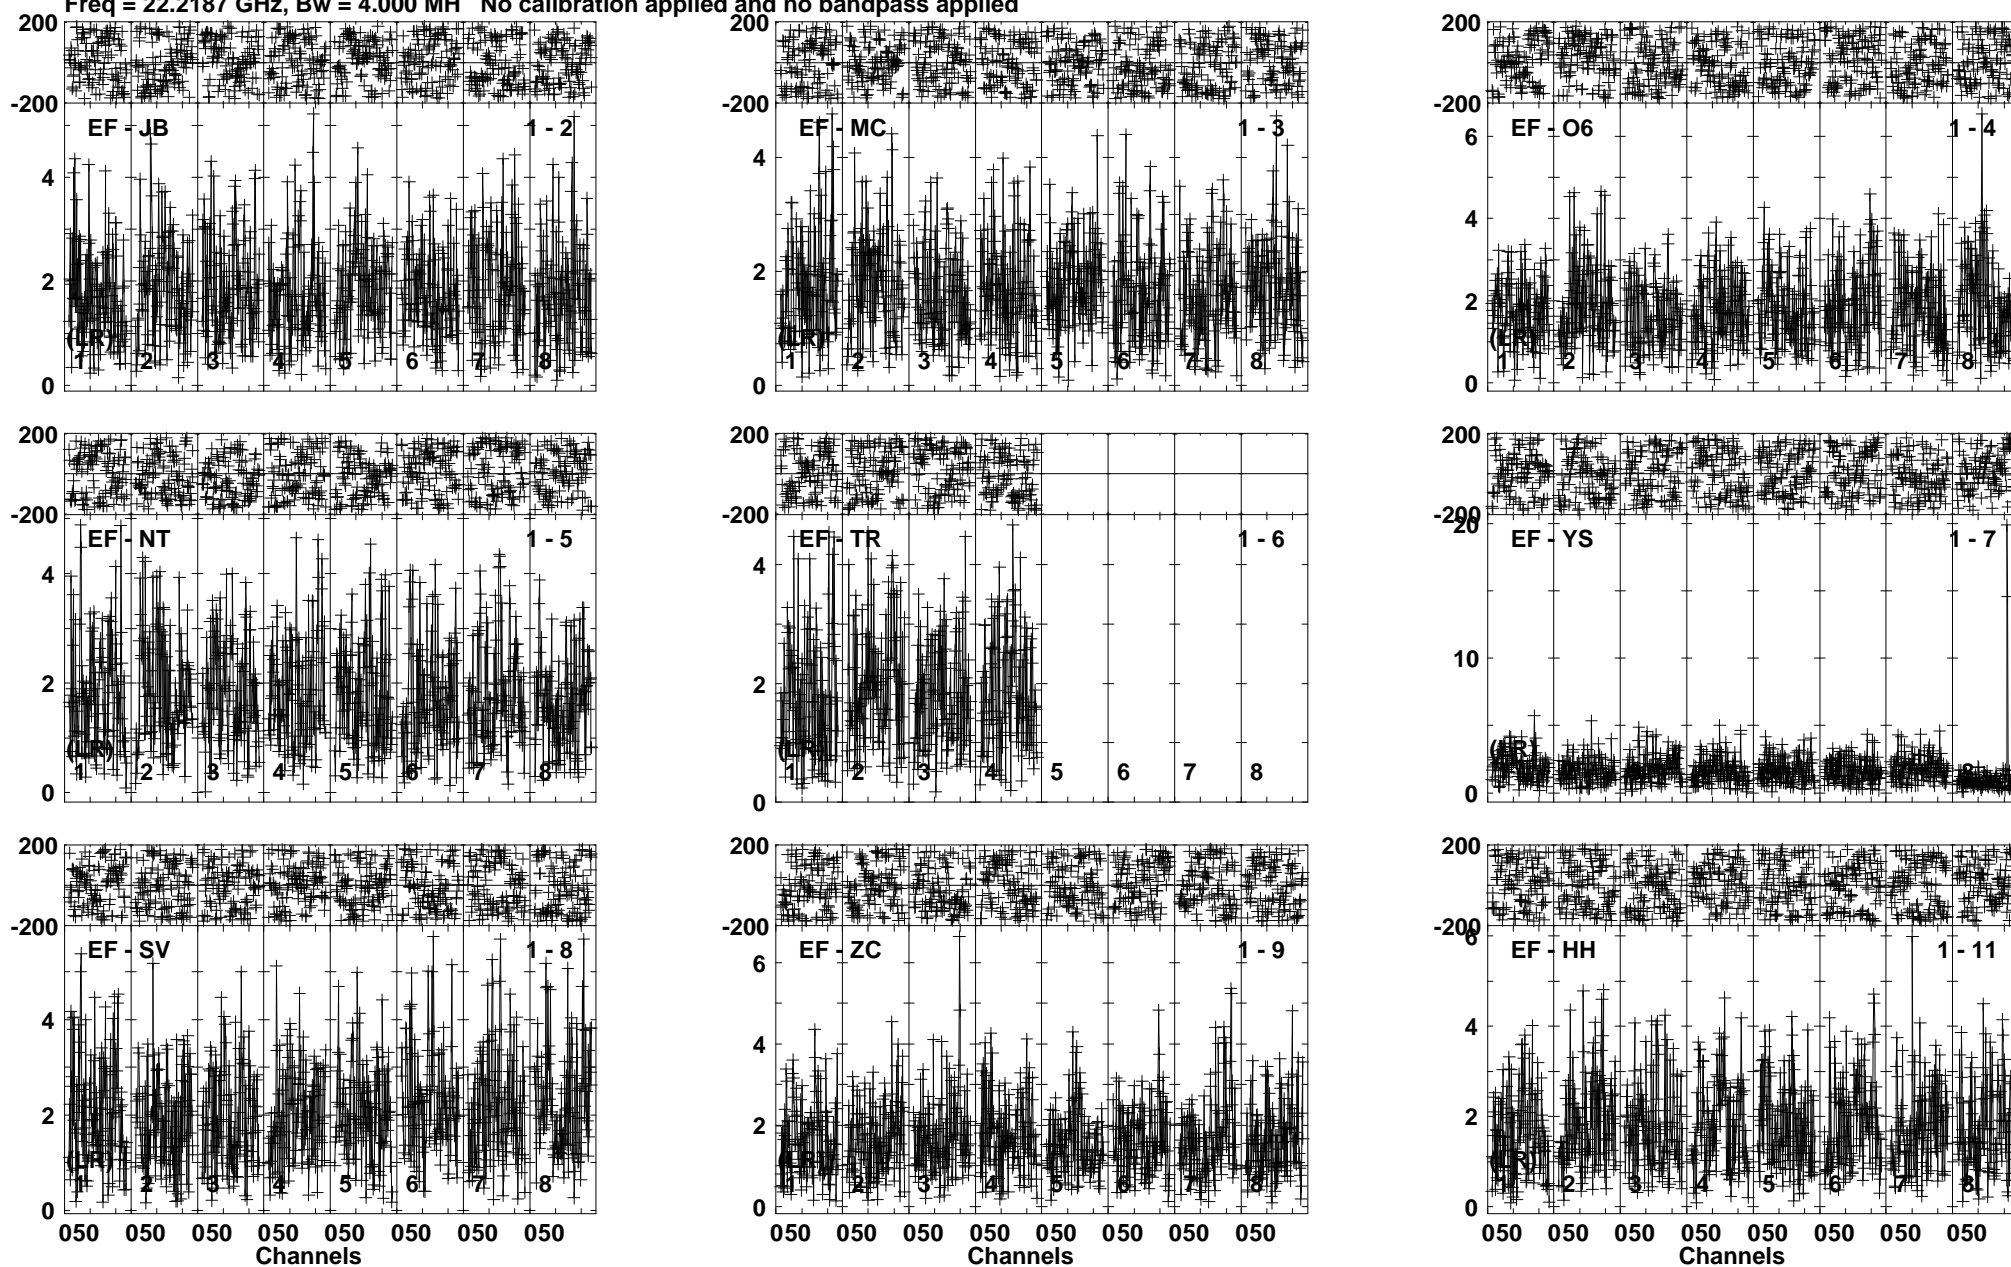 Freq = 22.2187 GHz, Bw = 4.000 MH No calibration applied and no bandpass applied
200
-200
EF - JB 1 - 2
4
2
0
(LR)
1 2 3 4 5 6 7 8
200
-200
EF - MC 1 - 3
4
2
0
(LR)
1 2 3 4 5 6 7 8
200
-200
EF - O6 1 - 4
6
4
2
0
(LR)
1 2 3 4 5 6 7 8
200
-200
EF - NT 1 - 5
4
2
0
(LR)
1 2 3 4 5 6 7 8
200
-200
EF - TR 1 - 6
4
2
0
(LR)
1 2 3 4 5 6 7 8
200
-200
20
EF - YS 1 - 7
10
0
(LR)
8
200
-200
EF - SV 1 - 8
4
2
0
(LR)
1 2 3 4 5 6 7 8
050 050 050 050 050 050 050 050
Channels
200
-200
EF - ZC 1 - 9
6
4
2
0
(LR)
1 2 3 4 5 6 7 8
050 050 050 050 050 050 050 050
Channels
200
-200
6
EF - HH 1 - 11
4
2
0
(LR)
1 2 3 4 5 6 7 8
050 050 050 050 050 050 050 050
Channels